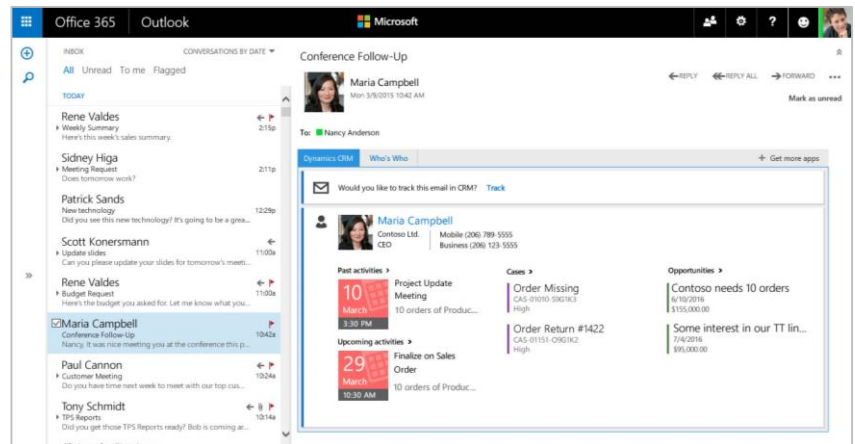 Office 365 Outlook Microsoft ?
INBOX CONVERSATIONS BY DATE
All Unread To me Flagged
TODAY
Rene Valdes
Weekly Summary 2:15p
Here's this week's sales summary.
Sidney Higa
Meeting Request 2:11p
Does tomorrow work?
Patrick Sands
New technology 12:29p
Did you see this new technology? It's going to be a grea...
Scott Konersmann
Update slides 11:00a
Can you please update your slides for tomorrow's meeti...
Rene Valdes
Budget Request 11:00a
Here's the budget you asked for. Let me know what you...
Maria Campbell
Conference Follow-Up 10:42a
Nancy, It was nice meeting you at the conference this p...
Paul Cannon
Customer Meeting 10:24a
Do you have time next week to meet with our top cus...
Tony Schmidt
TPS Reports 10:14a
Did you get those TPS Reports ready? Bob is coming ar...
Conference Follow-Up
Maria Campbell
Mon 3/9/2015 10:42 AM
REPLY REPLY ALL FORWARD ...
Mark as unread
To: Nancy Anderson
Dynamics CRM Who's Who + Get more apps
Would you like to track this email in CRM? Track
Maria Campbell
Contoso Ltd. Mobile (206) 789-5555
CEO Business (206) 123-5555
Past activities >
10 March 3:30 PM
Project Update Meeting
10 orders of Produc...
Upcoming activities >
29 March 10:30 AM
Finalize on Sales Order
10 orders of Produc...
Cases >
Order Missing
CAS-01010-S9G1K3
High
Order Return #1422
CAS-01151-O9G1K2
High
Opportunities >
Contoso needs 10 orders
6/10/2016
$155,000.00
Some interest in our TT lin...
7/4/2016
$95,000.00